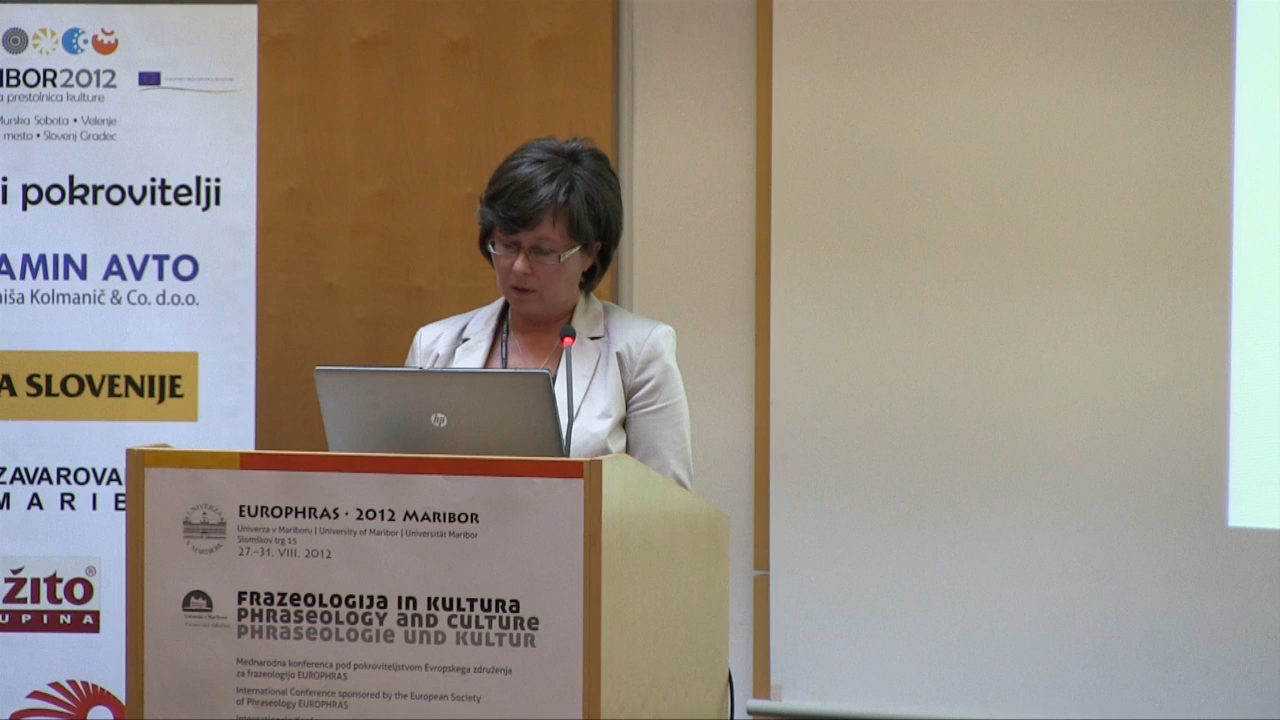 IBOR2012
a prestolnica kulture
Murska Sobota • Velenje
mesto • Slovenj Gradec
i pokrovitelji
AMIN AVTO
niša Kolmanič & Co. d.o.o.
A SLOVENIJE
ZAVAROVA
MARIB
žito®
UPINA
hp
EUROPHRAS · 2012 MARIBOR
Univerza v Mariboru | University of Maribor | Universität Maribor
Slomškov trg 15
27.–31. VIII. 2012
FRAZEOLOGIJA IN KULTURA
PHRASEOLOGY AND CULTURE
PHRASEOLOGIE UND KULTUR
Mednarodna konferenca pod pokroviteljstvom Evropskega združenja
za frazeologijo EUROPHRAS
International Conference sponsored by the European Society
of Phraseology EUROPHRAS